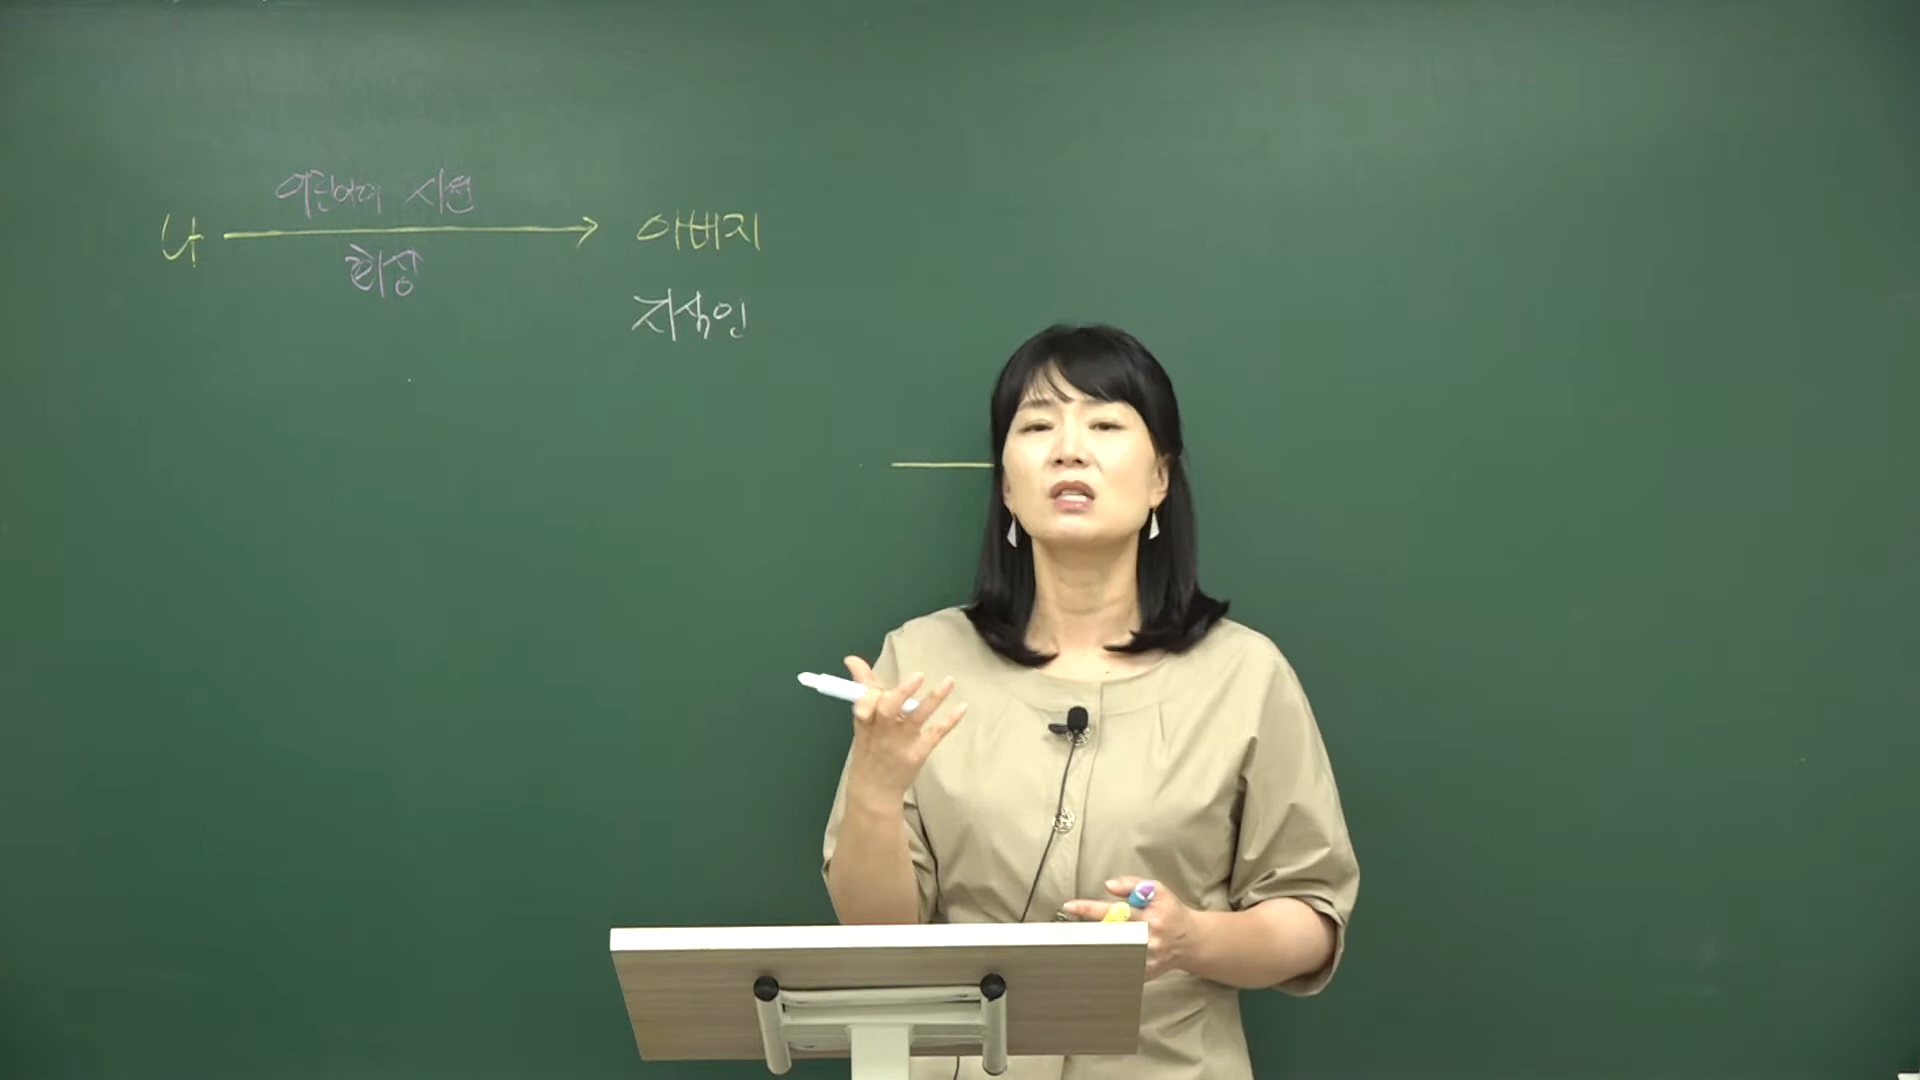 어린아이 시선
나 → 아버지
회상
지식인